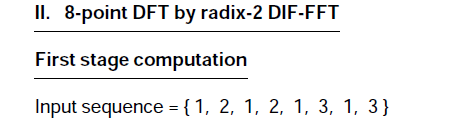 II. 8-point DFT by radix-2 DIF-FFT
First stage computation
Input sequence = { 1, 2, 1, 2, 1, 3, 1, 3 }